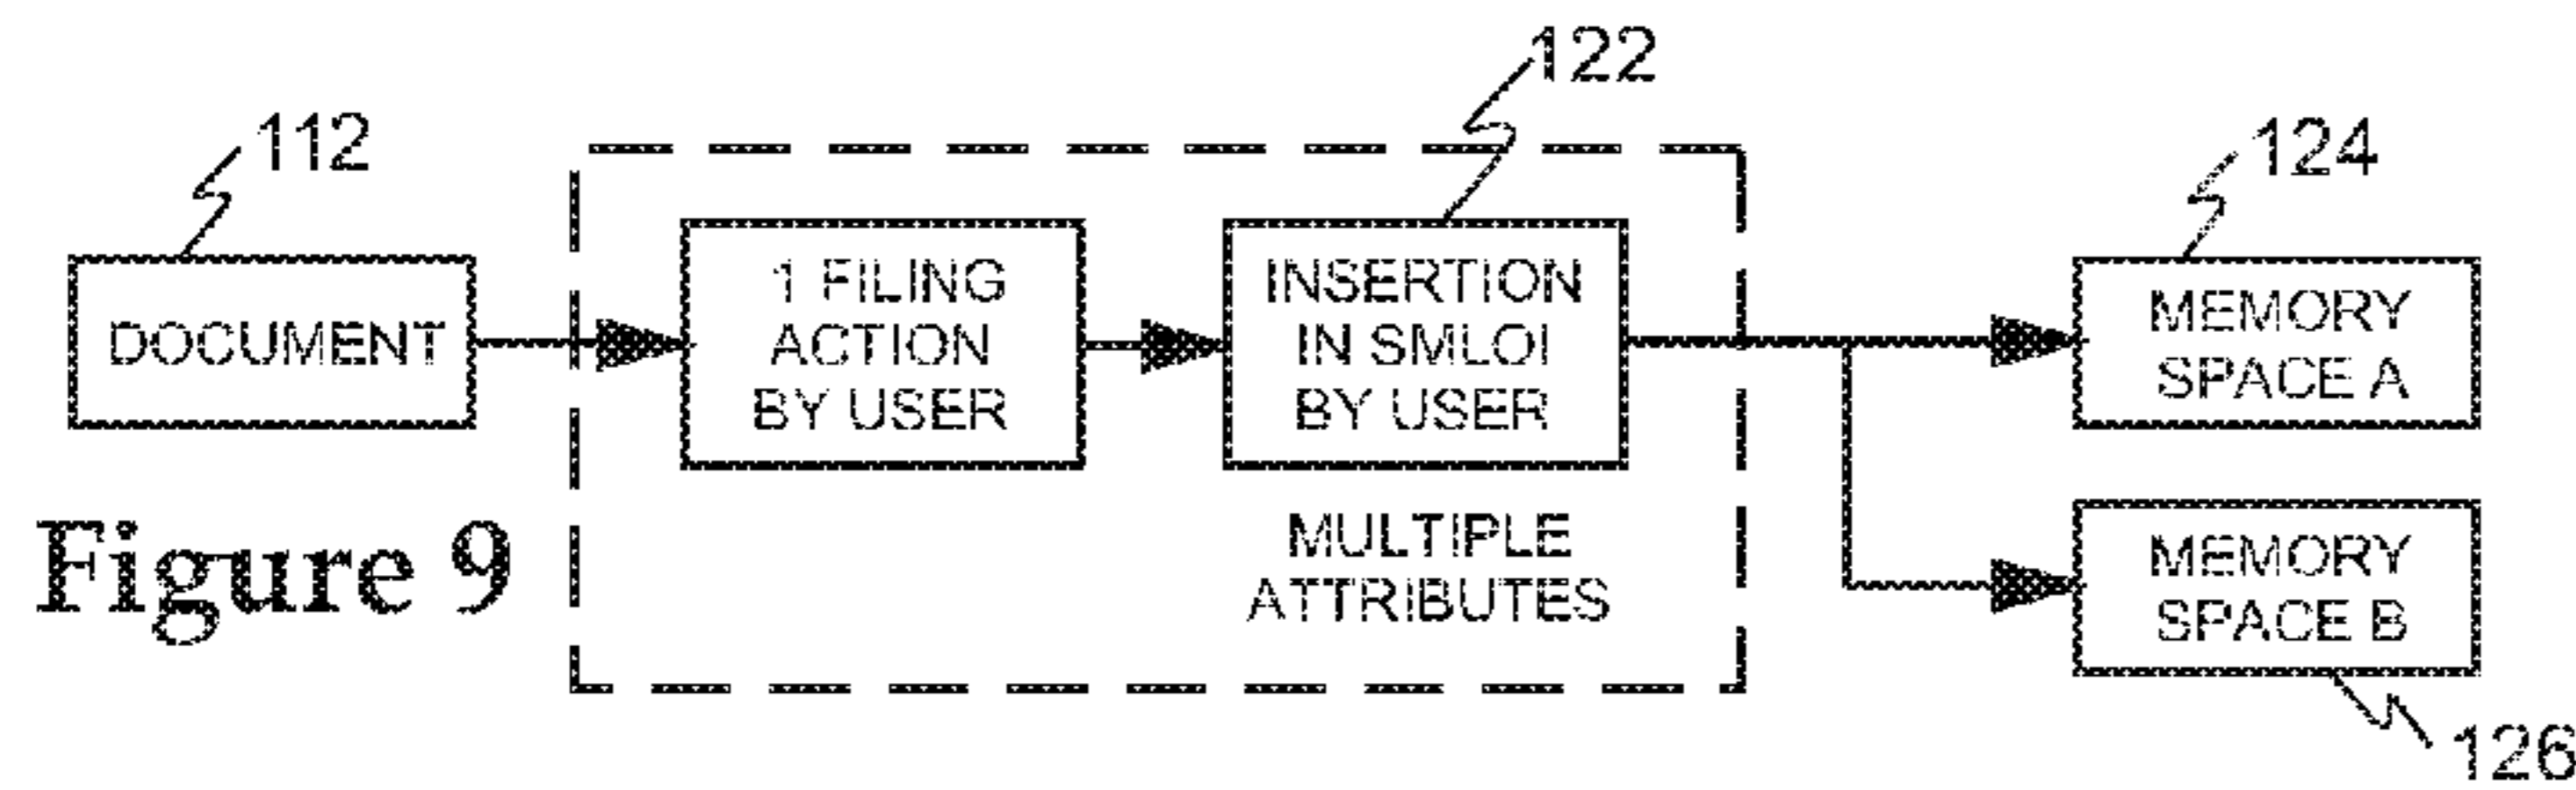 122
112
124
DOCUMENT
1 FILING
ACTION
BY USER
INSERTION
IN SMLOI
BY USER
MEMORY
SPACE A
MULTIPLE
ATTRIBUTES
MEMORY
SPACE B
Figure 9
126